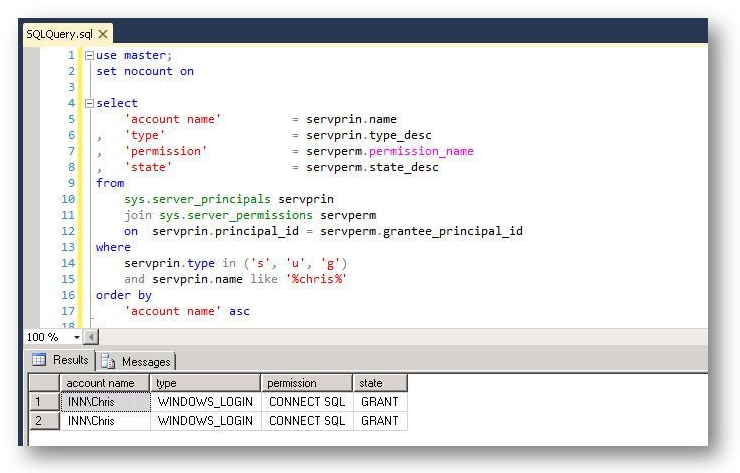 SQLQuery.sql ×
1 use master;
2 set nocount on
3
4 select
5 'account name' = servprin.name
6 , 'type' = servprin.type_desc
7 , 'permission' = servperm.permission_name
8 , 'state' = servperm.state_desc
9 from
10 sys.server_principals servprin
11 join sys.server_permissions servperm
12 on servprin.principal_id = servperm.grantee_principal_id
13 where
14 servprin.type in ('s', 'u', 'g')
15 and servprin.name like '%chris%'
16 order by
17 'account name' asc
18
100 %
Results Messages
account name type permission state
1 INN\Chris WINDOWS_LOGIN CONNECT SQL GRANT
2 INN\Chris WINDOWS_LOGIN CONNECT SQL GRANT